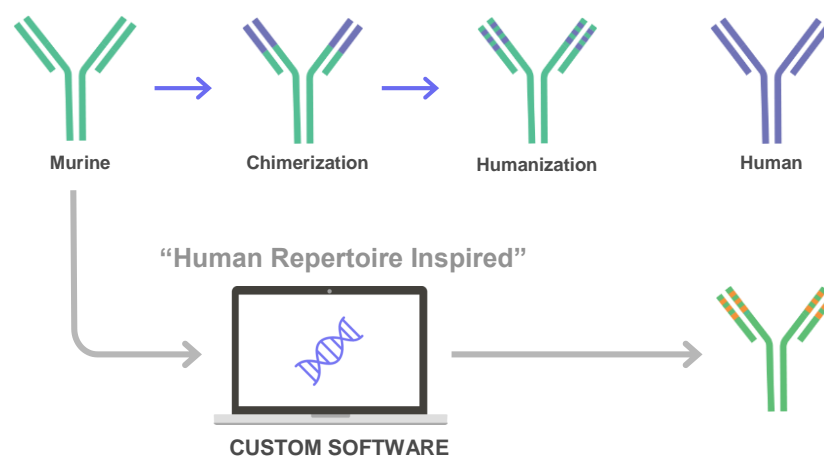 Murine
Chimerization
Humanization
Human
“Human Repertoire Inspired”
CUSTOM SOFTWARE